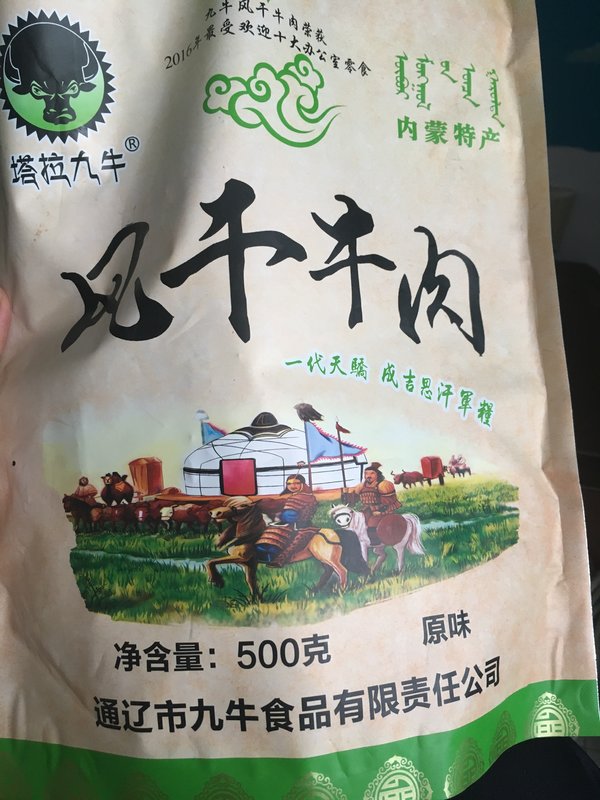 九牛风干牛肉荣获
2016年最受欢迎十大办公室零食
塔拉九牛®
内蒙特产
风干牛肉
一代天驕 成吉思汗軍糧
净含量：500克
原味
通辽市九牛食品有限责任公司